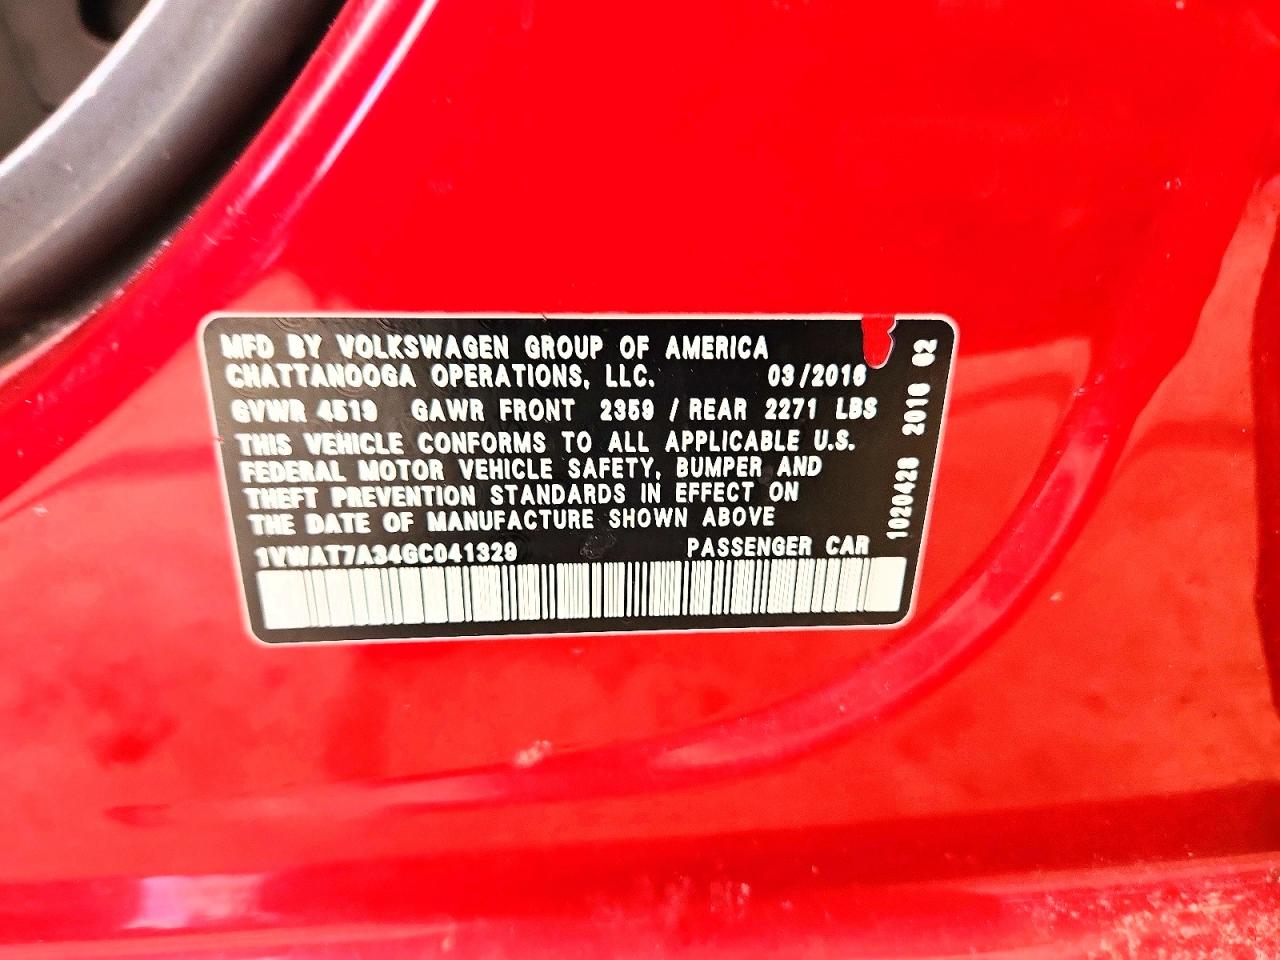 MFD BY VOLKSWAGEN GROUP OF AMERICA
CHATTANOOGA OPERATIONS, LLC. 03/2016
GVWR 4519 GAWR FRONT 2359 / REAR 2271 LBS
THIS VEHICLE CONFORMS TO ALL APPLICABLE U.S.
FEDERAL MOTOR VEHICLE SAFETY, BUMPER AND
THEFT PREVENTION STANDARDS IN EFFECT ON
THE DATE OF MANUFACTURE SHOWN ABOVE
1VWAT7A34GC041329 PASSENGER CAR
1020428 2016 02